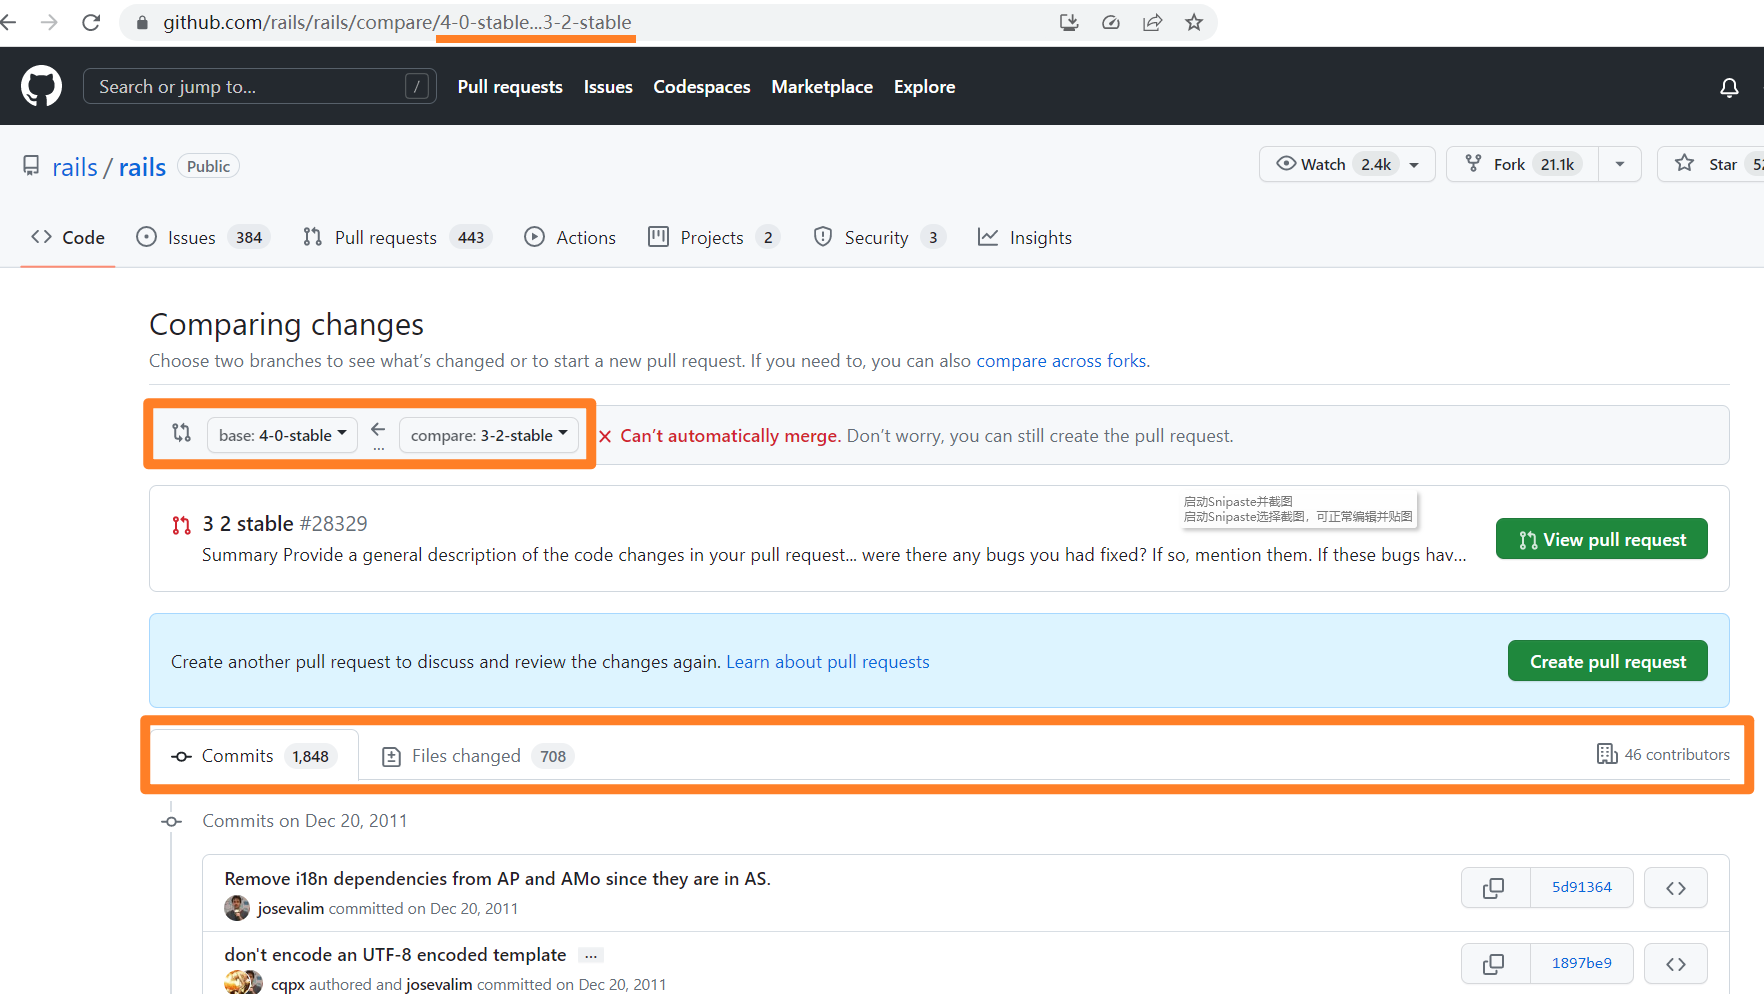 github.com/rails/rails/compare/4-0-stable...3-2-stable
Search or jump to... /
Pull requests Issues Codespaces Marketplace Explore
rails / rails Public
Watch 2.4k Fork 21.1k Star 52
Code Issues 384 Pull requests 443 Actions Projects 2 Security 3 Insights
Comparing changes
Choose two branches to see what's changed or to start a new pull request. If you need to, you can also compare across forks.
base: 4-0-stable ... compare: 3-2-stable Can't automatically merge. Don't worry, you can still create the pull request.
启动Snipaste并截图
启动Snipaste选择截图，可正常编辑并贴图
3 2 stable #28329
Summary Provide a general description of the code changes in your pull request... were there any bugs you had fixed? If so, mention them. If these bugs hav...
View pull request
Create another pull request to discuss and review the changes again. Learn about pull requests
Create pull request
Commits 1,848 Files changed 708 46 contributors
Commits on Dec 20, 2011
Remove i18n dependencies from AP and AMo since they are in AS.
josevalim committed on Dec 20, 2011
5d91364
don't encode an UTF-8 encoded template ...
cqpx authored and josevalim committed on Dec 20, 2011
1897be9